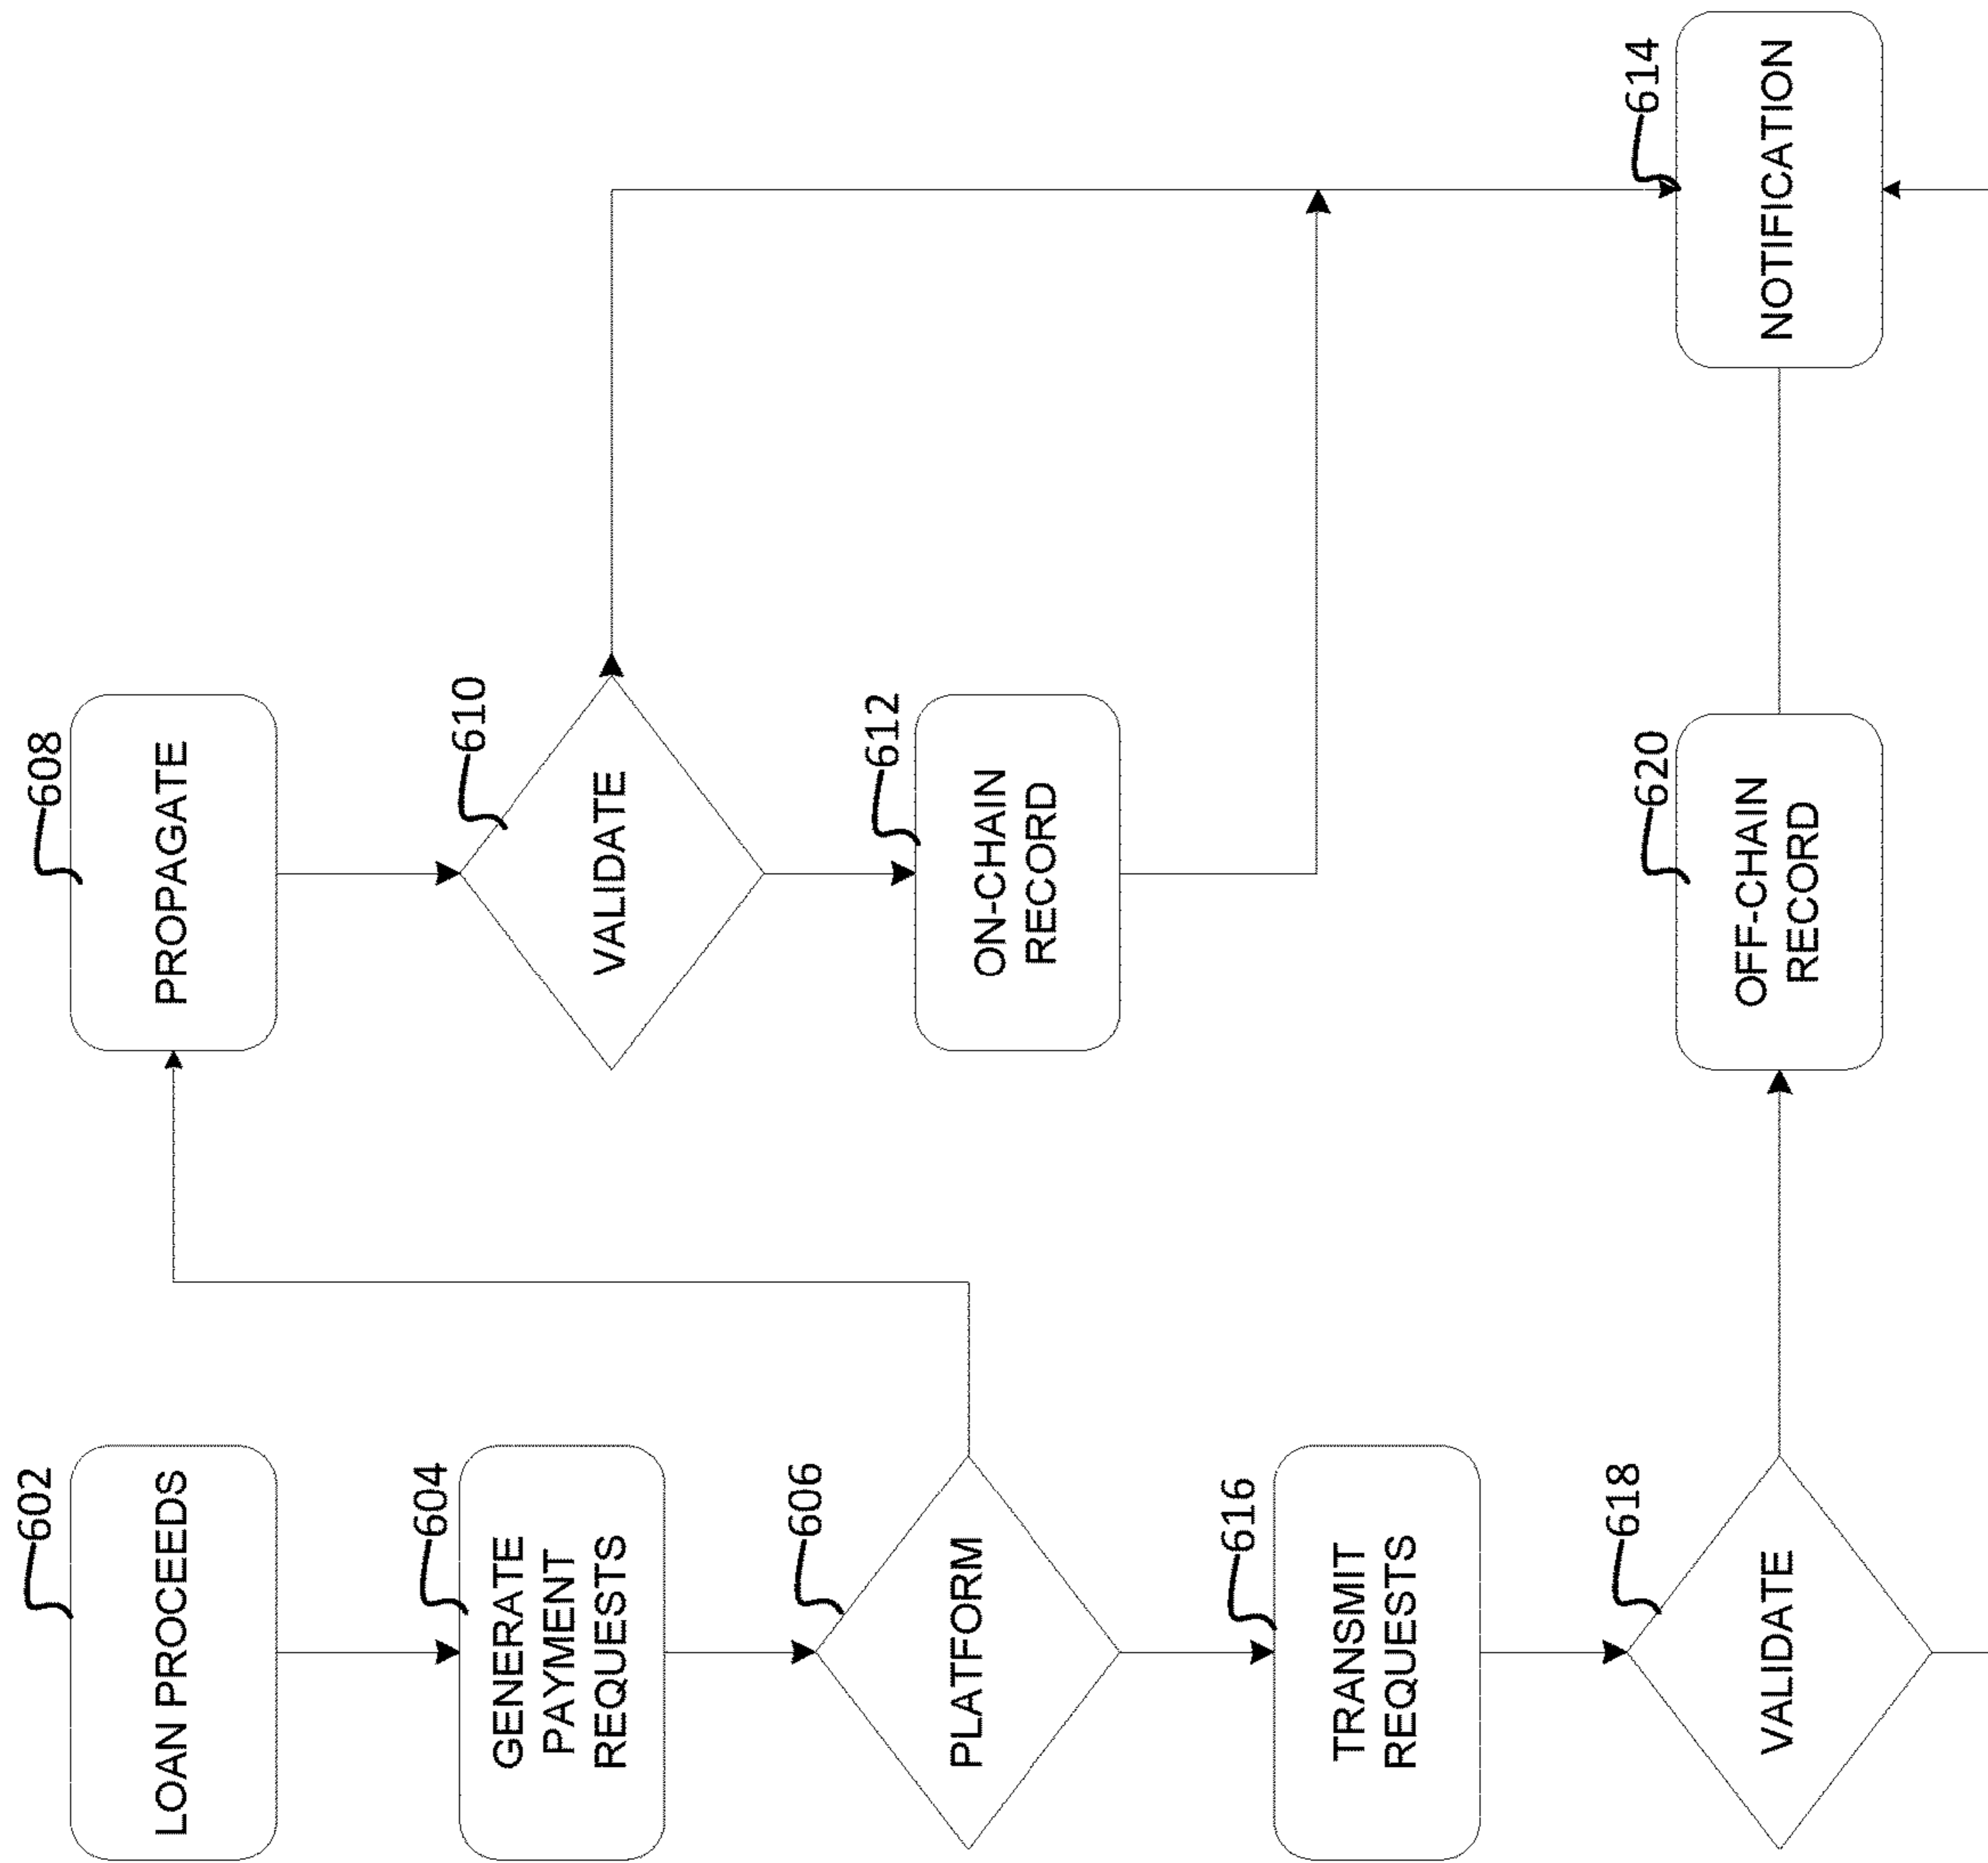 602
LOAN PROCEEDS
604
GENERATE
PAYMENT
REQUESTS
606
PLATFORM
608
PROPAGATE
610
VALIDATE
612
ON-CHAIN
RECORD
614
NOTIFICATION
616
TRANSMIT
REQUESTS
618
VALIDATE
620
OFF-CHAIN
RECORD